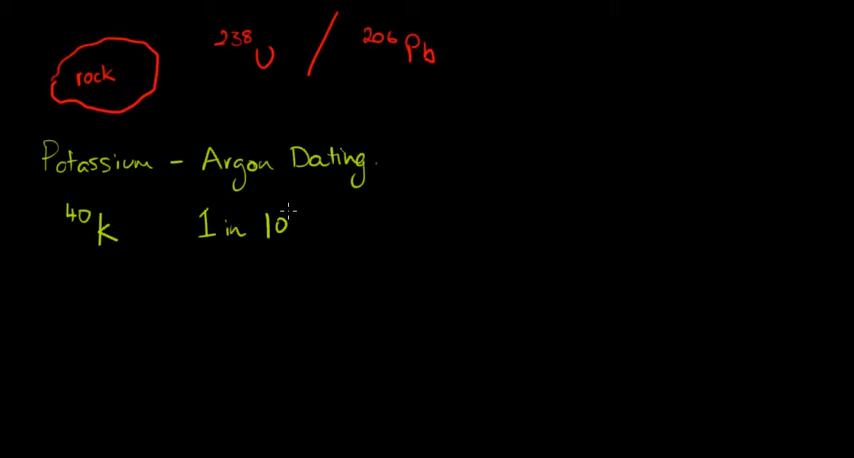 rock ²³⁸U / ²⁰⁶Pb
Potassium - Argon Dating.
⁴⁰K 1 in 10